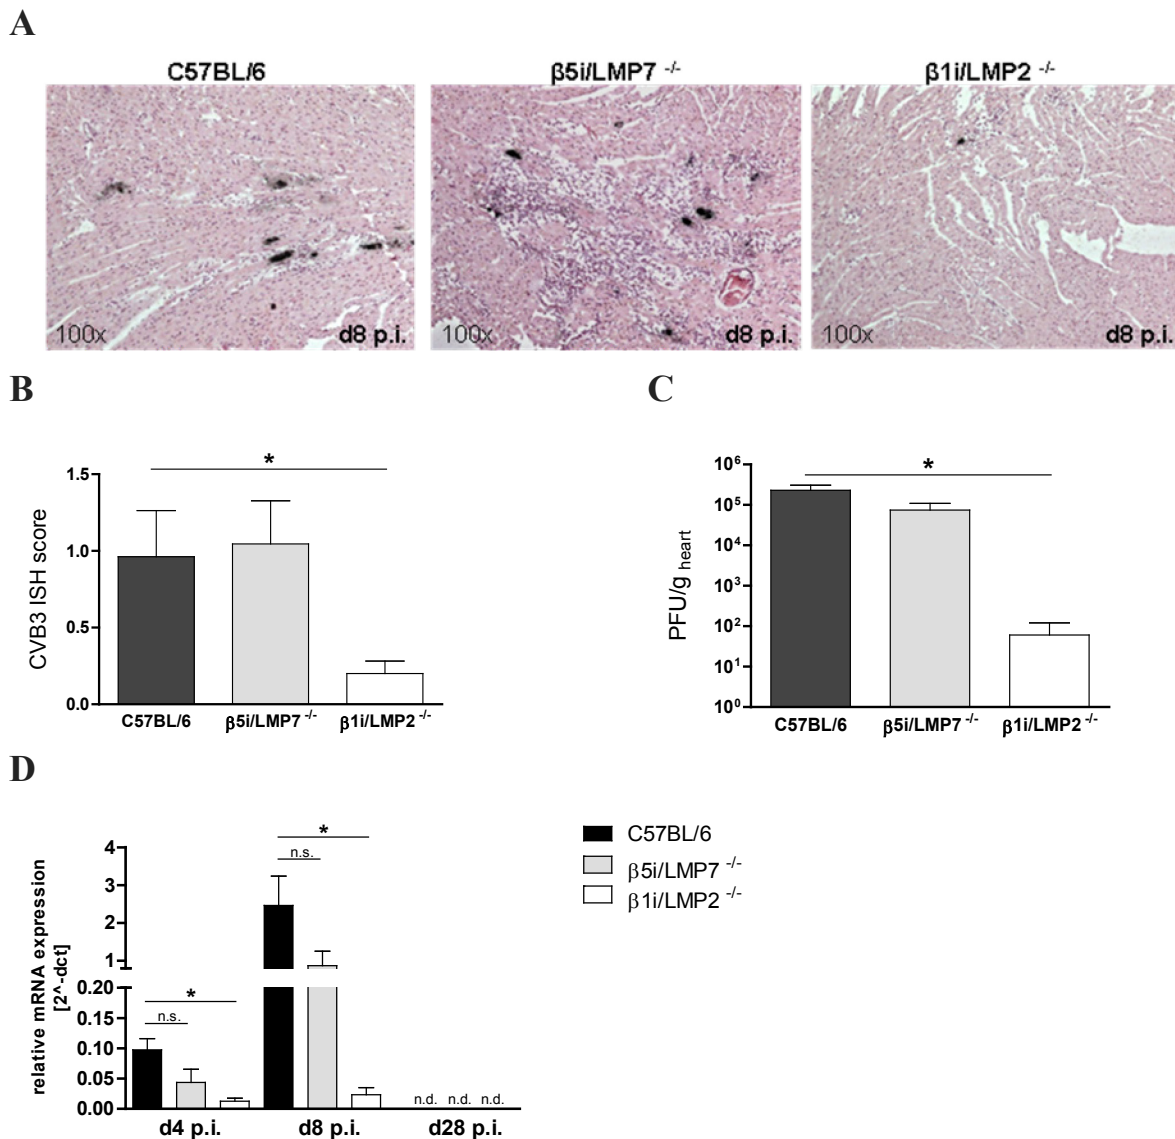 A
C57BL/6
β5i/LMP7 -/-
β1i/LMP2 -/-
100x
d8 p.i.
100x
d8 p.i.
100x
d8 p.i.
B
CVB3 ISH score
1.5
1.0
0.5
0.0
*
C57BL/6
β5i/LMP7 -/-
β1i/LMP2 -/-
C
PFU/g heart
10⁶
10⁵
10⁴
10³
10²
10¹
10⁰
*
C57BL/6
β5i/LMP7 -/-
β1i/LMP2 -/-
D
relative mRNA expression
[2^-dct]
4
3
2
1
0.20
0.15
0.10
0.05
0.00
*
n.s.
*
n.s.
n.d. n.d. n.d.
d4 p.i.
d8 p.i.
d28 p.i.
C57BL/6
β5i/LMP7 -/-
β1i/LMP2 -/-